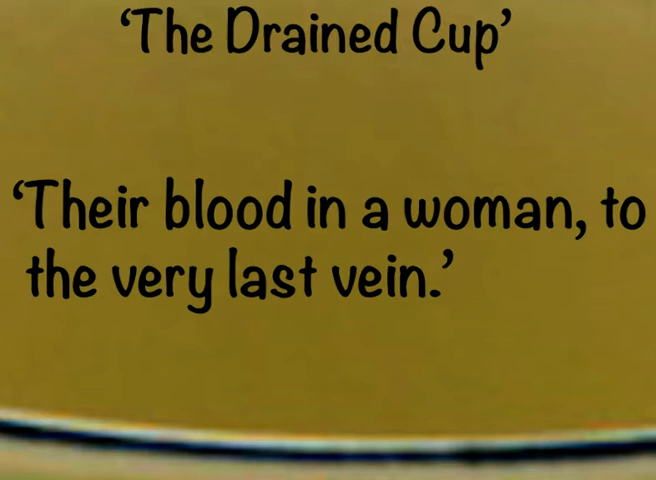 ‘The Drained Cup’
‘Their blood in a woman, to
the very last vein.’